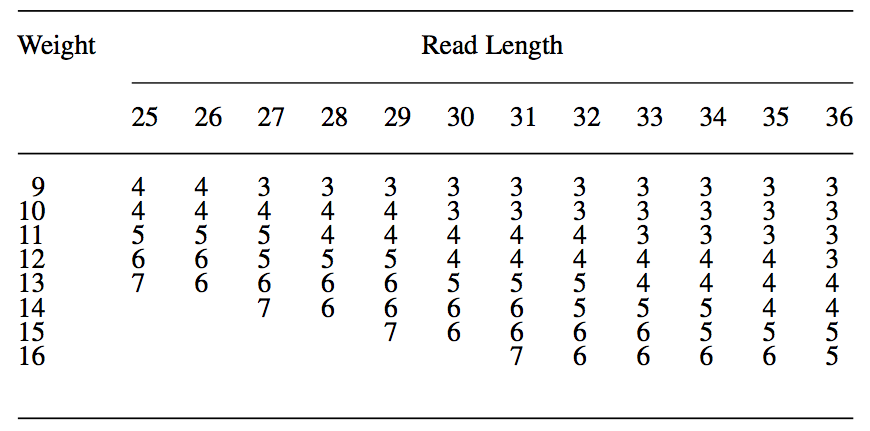 Weight Read Length
25 26 27 28 29 30 31 32 33 34 35 36
9 4 4 3 3 3 3 3 3 3 3 3 3
10 4 4 4 4 4 3 3 3 3 3 3 3
11 5 5 5 4 4 4 4 4 3 3 3 3
12 6 6 5 5 5 4 4 4 4 4 4 3
13 7 6 6 6 6 5 5 5 4 4 4 4
14 7 6 6 6 6 5 5 5 4 4
15 7 6 6 6 6 5 5 5
16 7 6 6 6 6 5